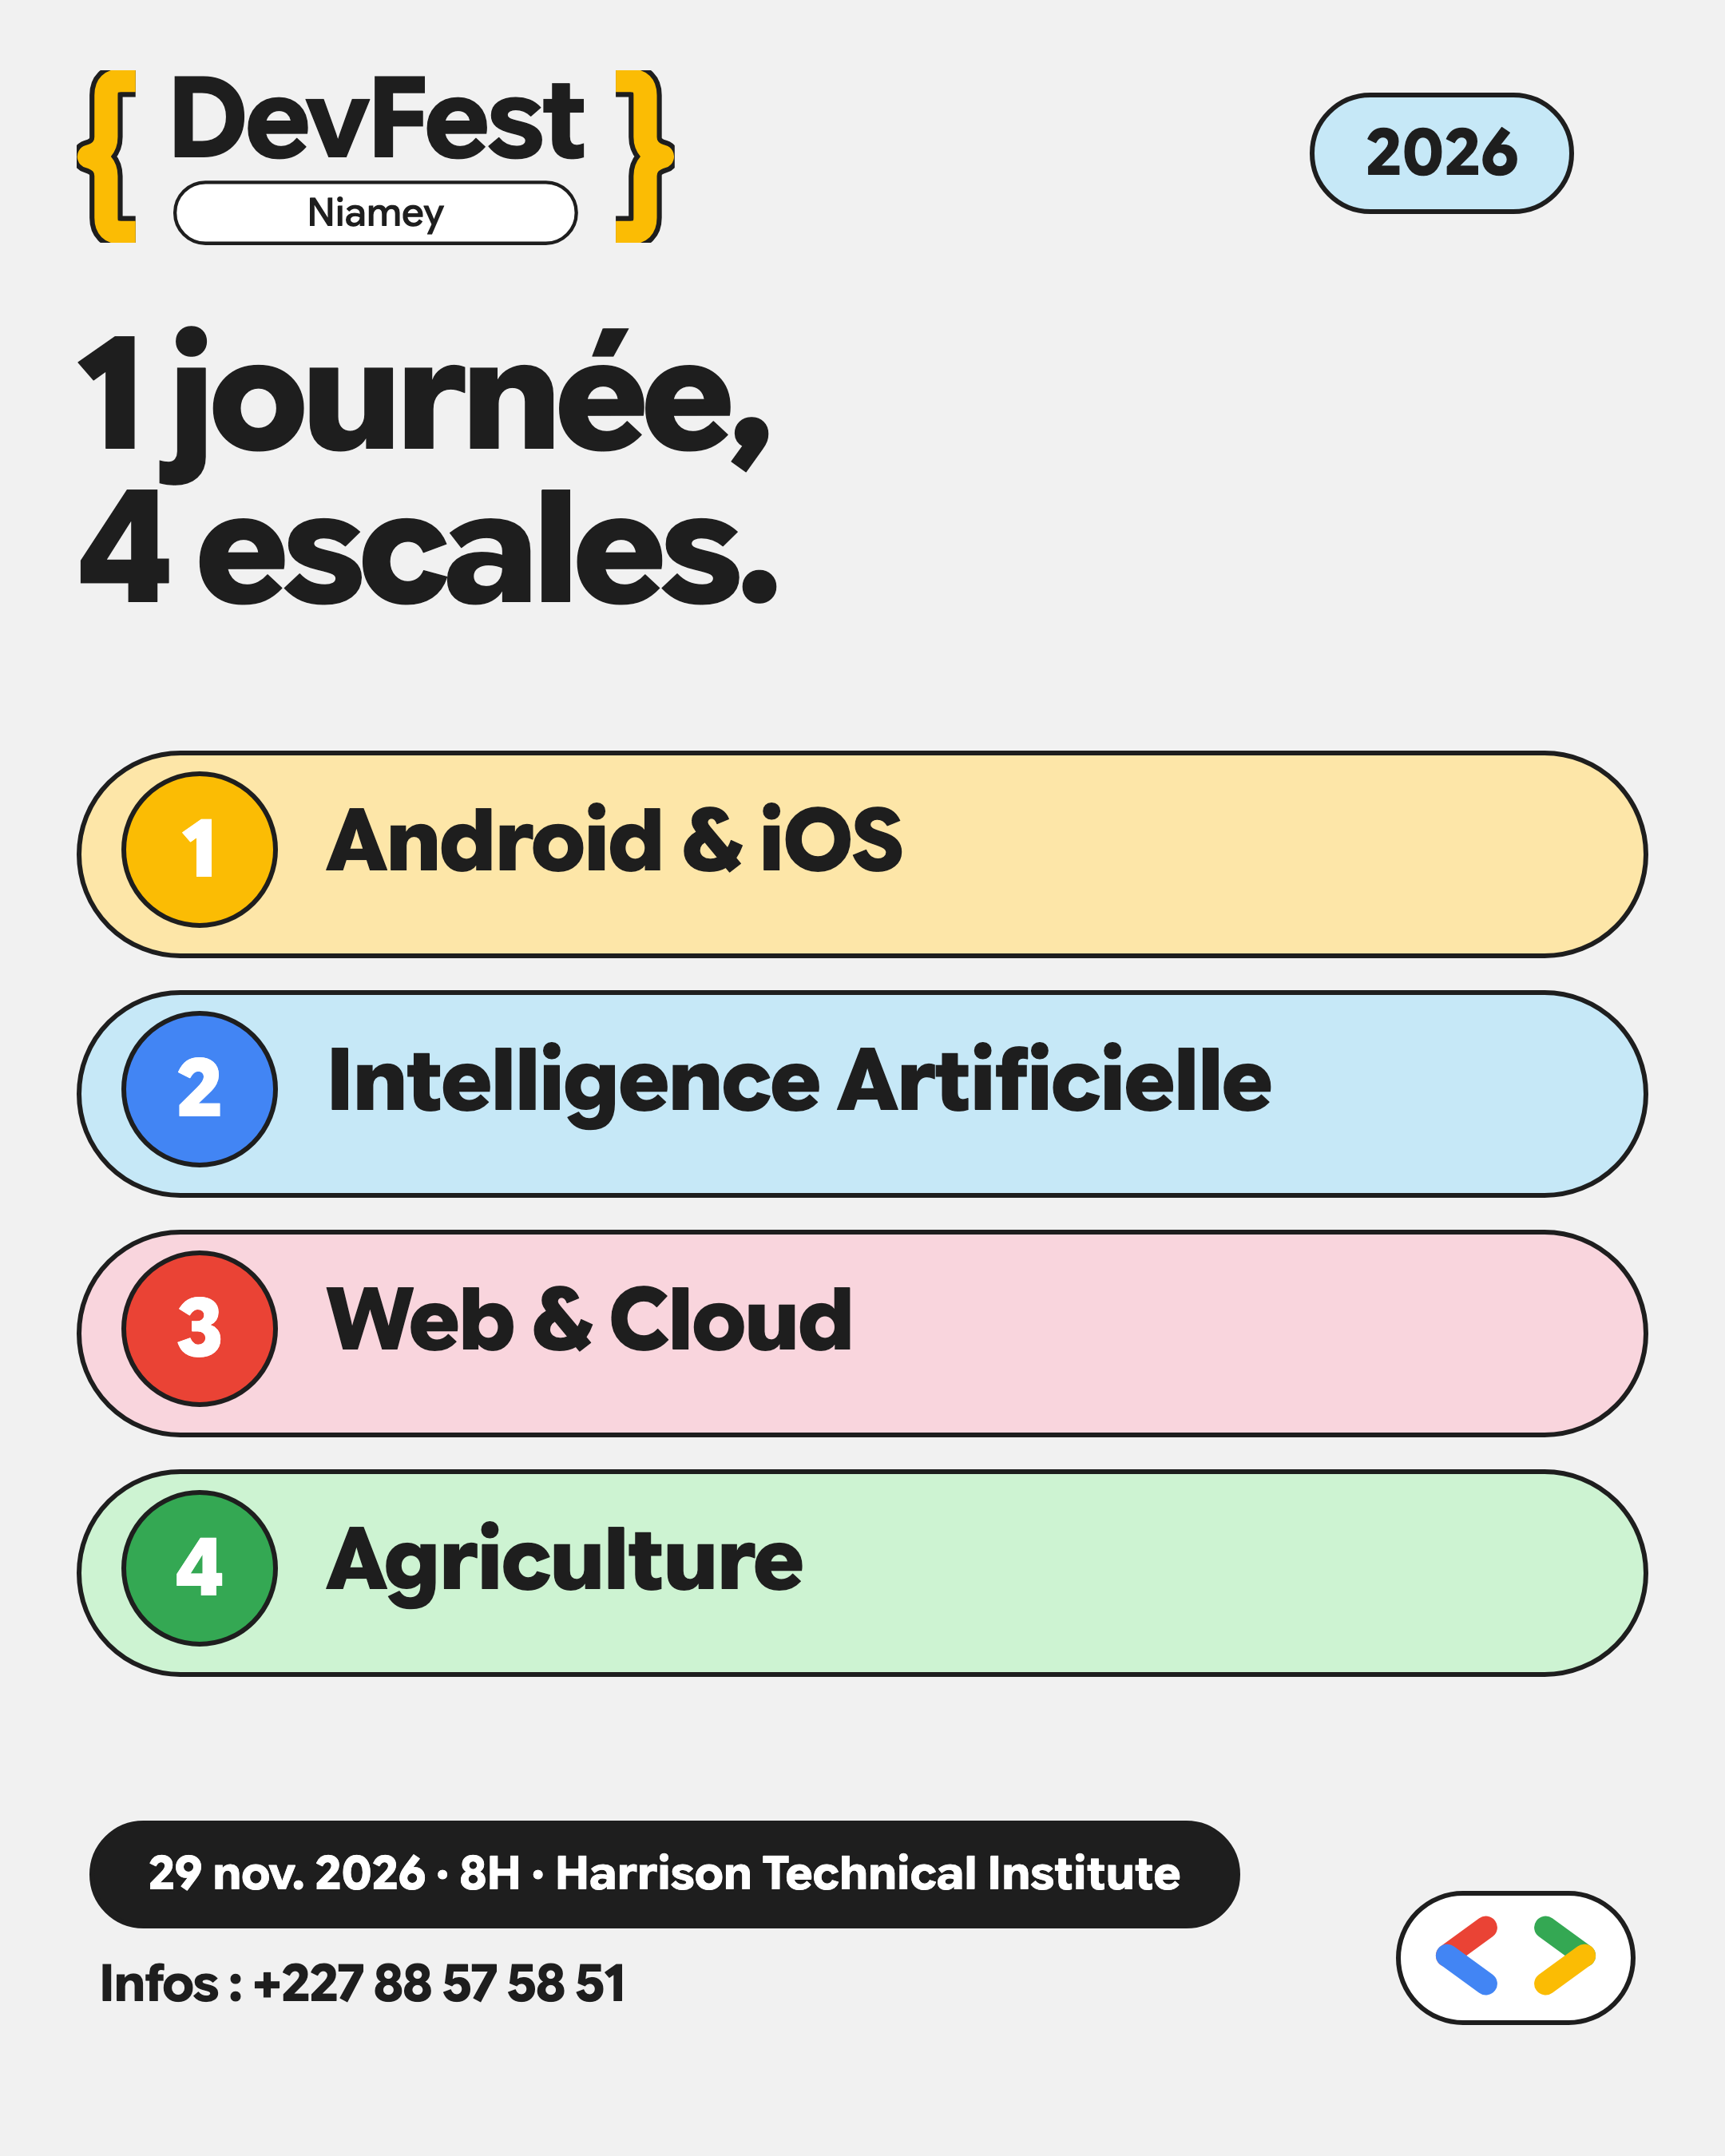 DevFest
Niamey
2026
1 journée,
4 escales.
1 Android & iOS
2 Intelligence Artificielle
3 Web & Cloud
4 Agriculture
29 nov. 2026 · 8H · Harrison Technical Institute
Infos : +227 88 57 58 51